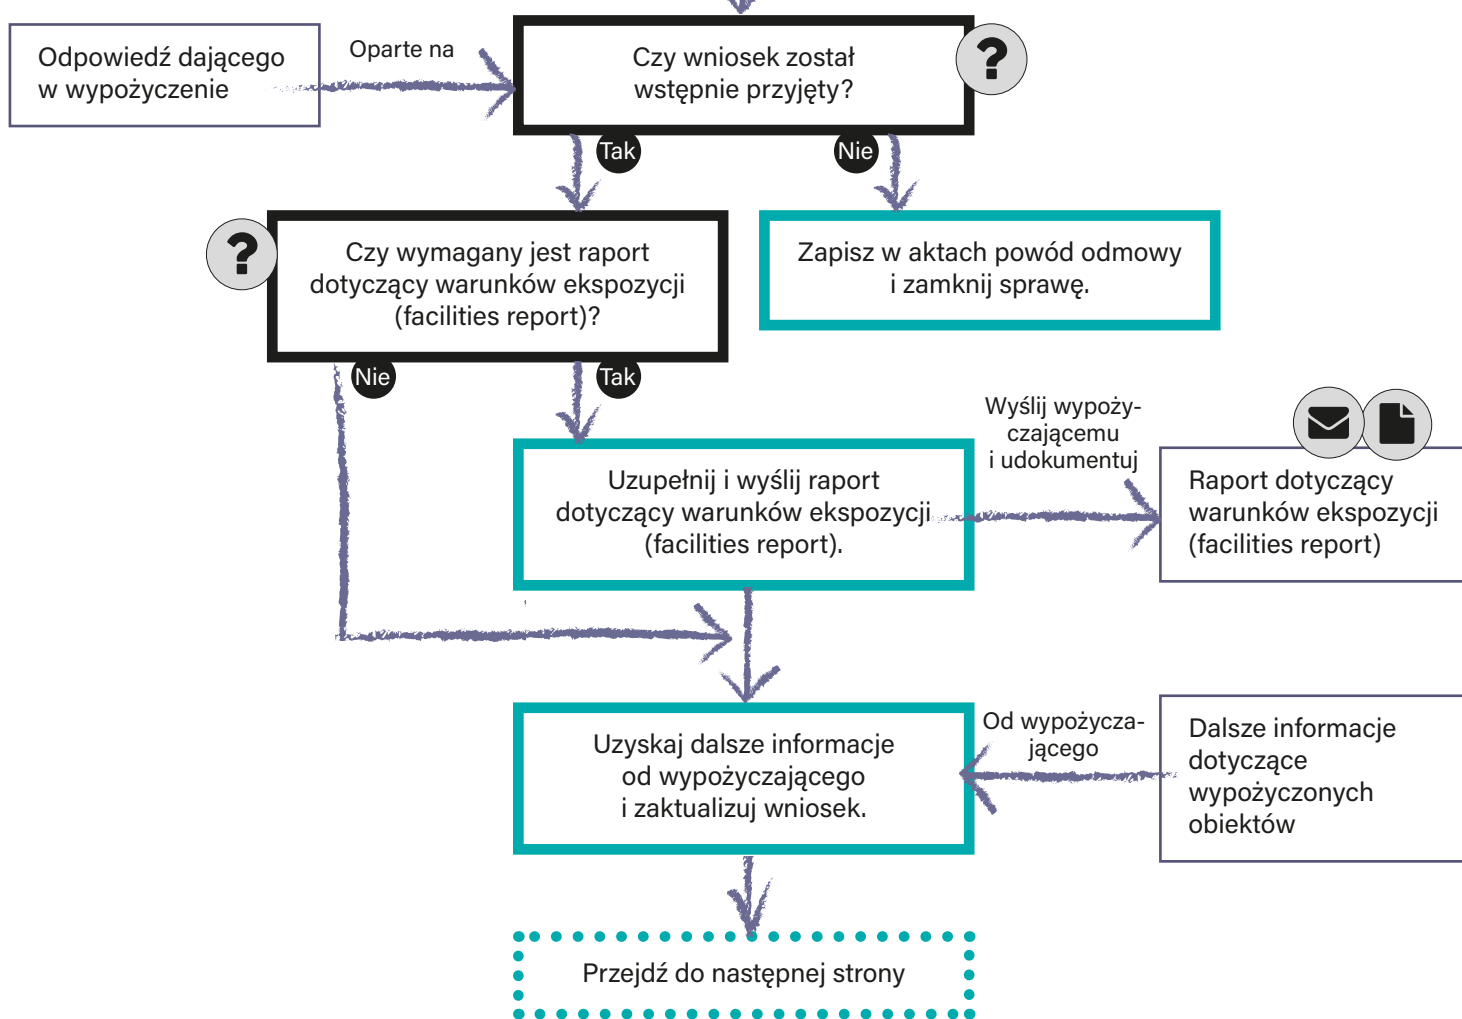 Odpowiedź dającego
w wypożyczenie
Oparte na
Czy wniosek został
wstępnie przyjęty?
?
Tak
Nie
?
Czy wymagany jest raport
dotyczący warunków ekspozycji
(facilities report)?
Zapisz w aktach powód odmowy
i zamknij sprawę.
Nie
Tak
Uzupełnij i wyślij raport
dotyczący warunków ekspozycji
(facilities report).
Wyślij wypoży-
czającemu
i udokumentuj
Raport dotyczący
warunków ekspozycji
(facilities report)
Uzyskaj dalsze informacje
od wypożyczającego
i zaktualizuj wniosek.
Od wypożycza-
jącego
Dalsze informacje
dotyczące
wypożyczonych
obiektów
Przejdź do następnej strony